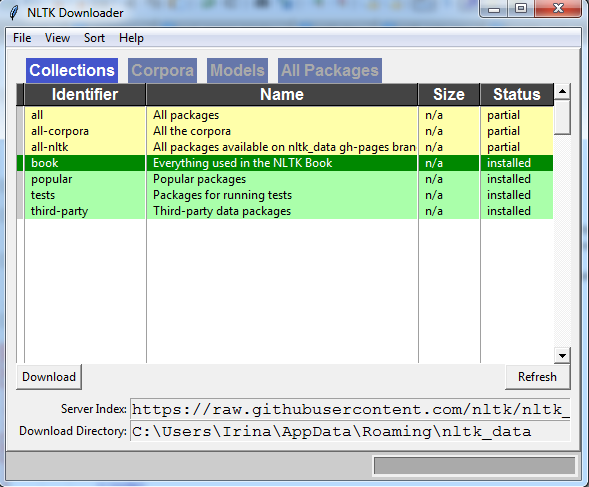 NLTK Downloader
File View Sort Help
Collections Corpora Models All Packages
Identifier Name Size Status
all All packages n/a partial
all-corpora All the corpora n/a partial
all-nltk All packages available on nltk_data gh-pages bran n/a partial
book Everything used in the NLTK Book n/a installed
popular Popular packages n/a installed
tests Packages for running tests n/a installed
third-party Third-party data packages n/a installed
Download Refresh
Server Index: https://raw.githubusercontent.com/nltk/nltk_
Download Directory: C:\Users\Irina\AppData\Roaming\nltk_data